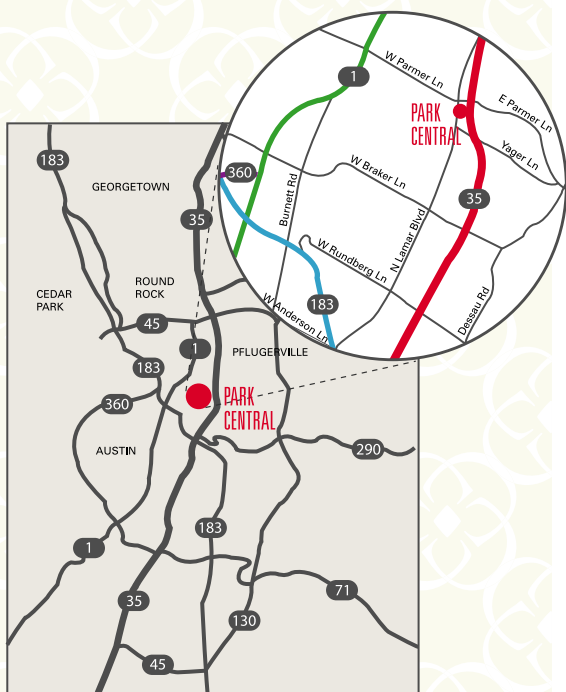 1
W Parmer Ln
PARK
CENTRAL
E Parmer Ln
Yager Ln
360
W Braker Ln
35
Burnett Rd
N Lamar Blvd
W Rundberg Ln
183
Dessau Rd
W Anderson Ln
183
GEORGETOWN
35
CEDAR
PARK
ROUND
ROCK
45
1
PFLUGERVILLE
183
360
PARK
CENTRAL
AUSTIN
290
183
1
71
35
130
45